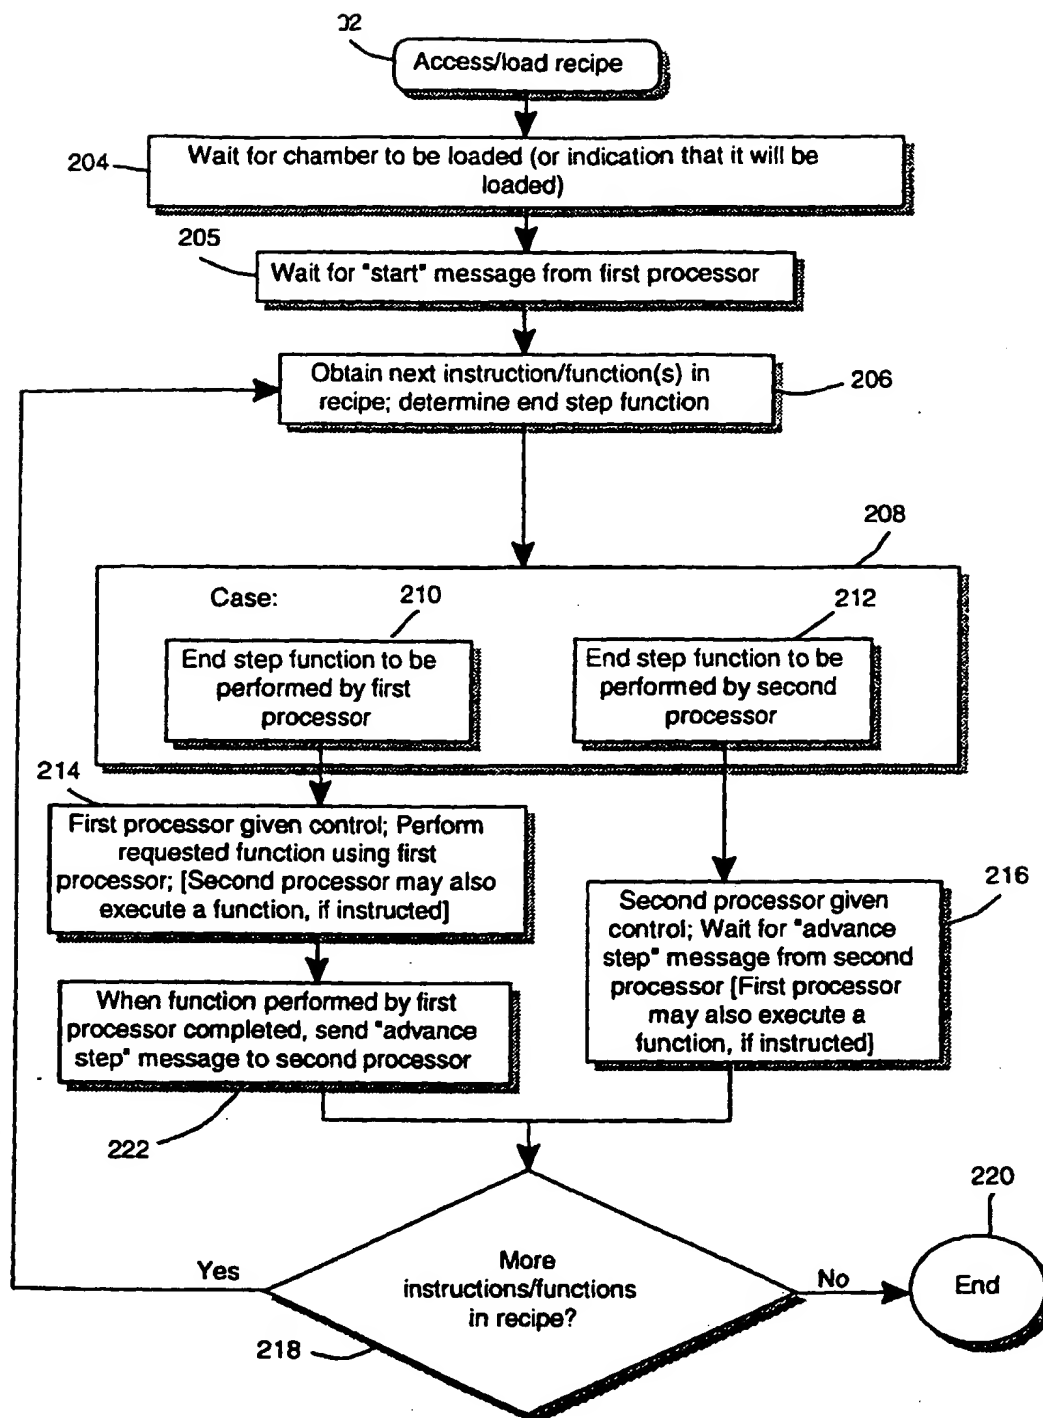 02
Access/load recipe
204
Wait for chamber to be loaded (or indication that it will be
loaded)
205
Wait for "start" message from first processor
Obtain next instruction/function(s) in
recipe; determine end step function
206
208
Case:
210
212
End step function to be
performed by first
processor
End step function to be
performed by second
processor
214
First processor given control; Perform
requested function using first
processor; [Second processor may also
execute a function, if instructed]
216
Second processor given
control; Wait for "advance
step" message from second
processor [First processor
may also execute a
function, if instructed]
When function performed by first
processor completed, send "advance
step" message to second processor
222
220
Yes
More
instructions/functions
in recipe?
No
End
218